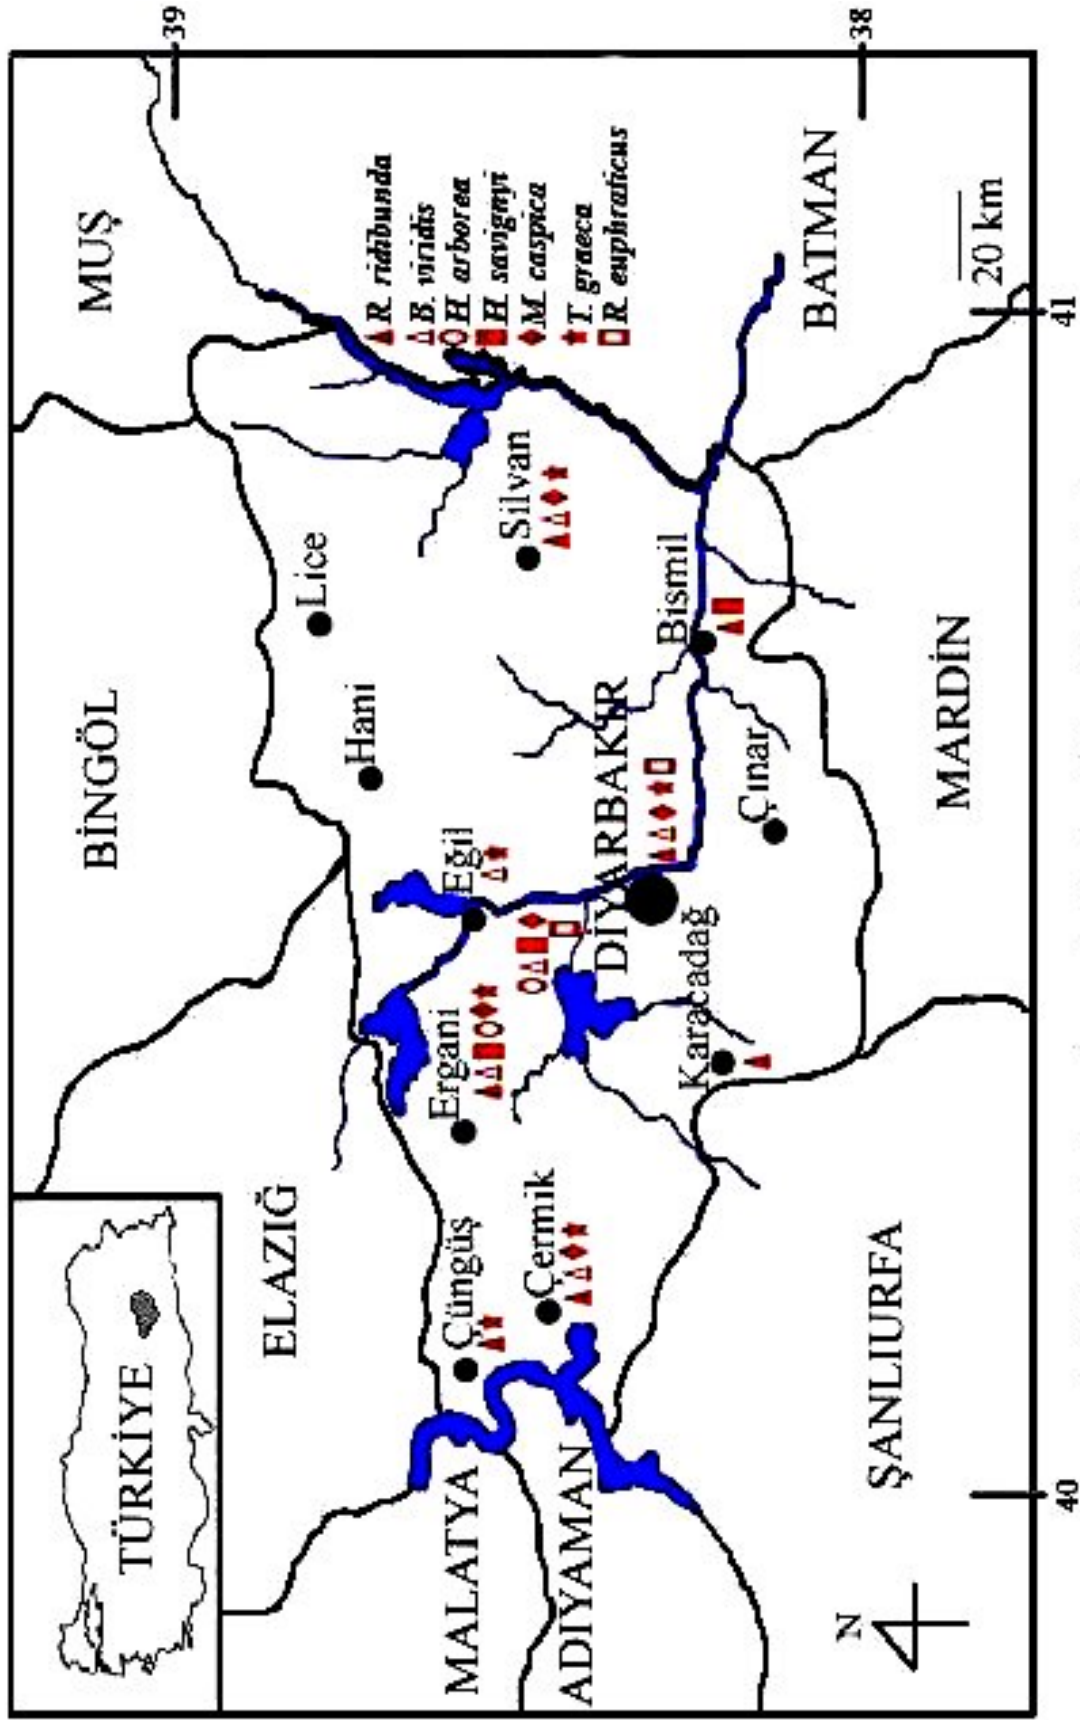 TÜRKİYE
BİNGÖL
MUŞ
39
ELAZIĞ
Lice
Hani
R. ridibunda
B. viridis
H. arborea
H. savignyi
M. caspica
T. graeca
R. euphraticus
Çüngüş
Ergani
Eğil
Silvan
MALATYA
Çermik
ADIYAMAN
DİYARBAKIR
Bismil
Karacadağ
Çınar
BATMAN
38
N
ŞANLIURFA
MARDİN
20 km
40
41